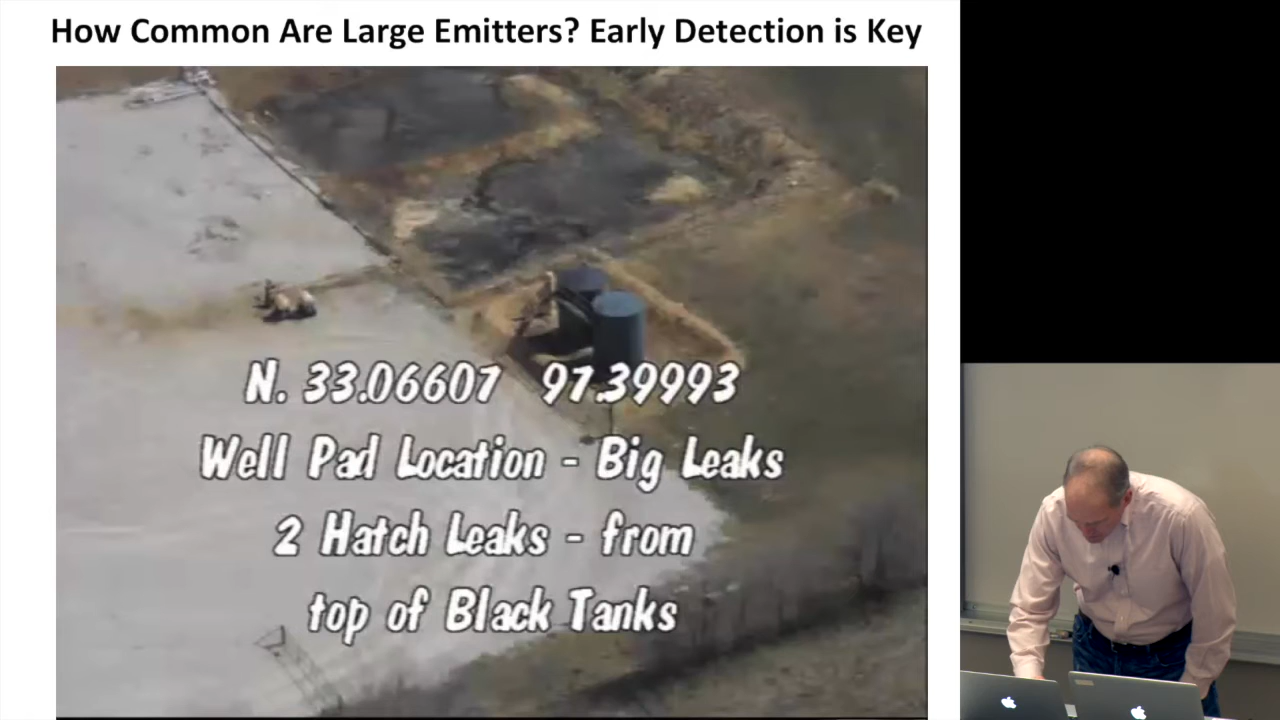 How Common Are Large Emitters? Early Detection is Key
N. 33.06607 97.39993
Well Pad Location - Big Leaks
2 Hatch Leaks - from
top of Black Tanks